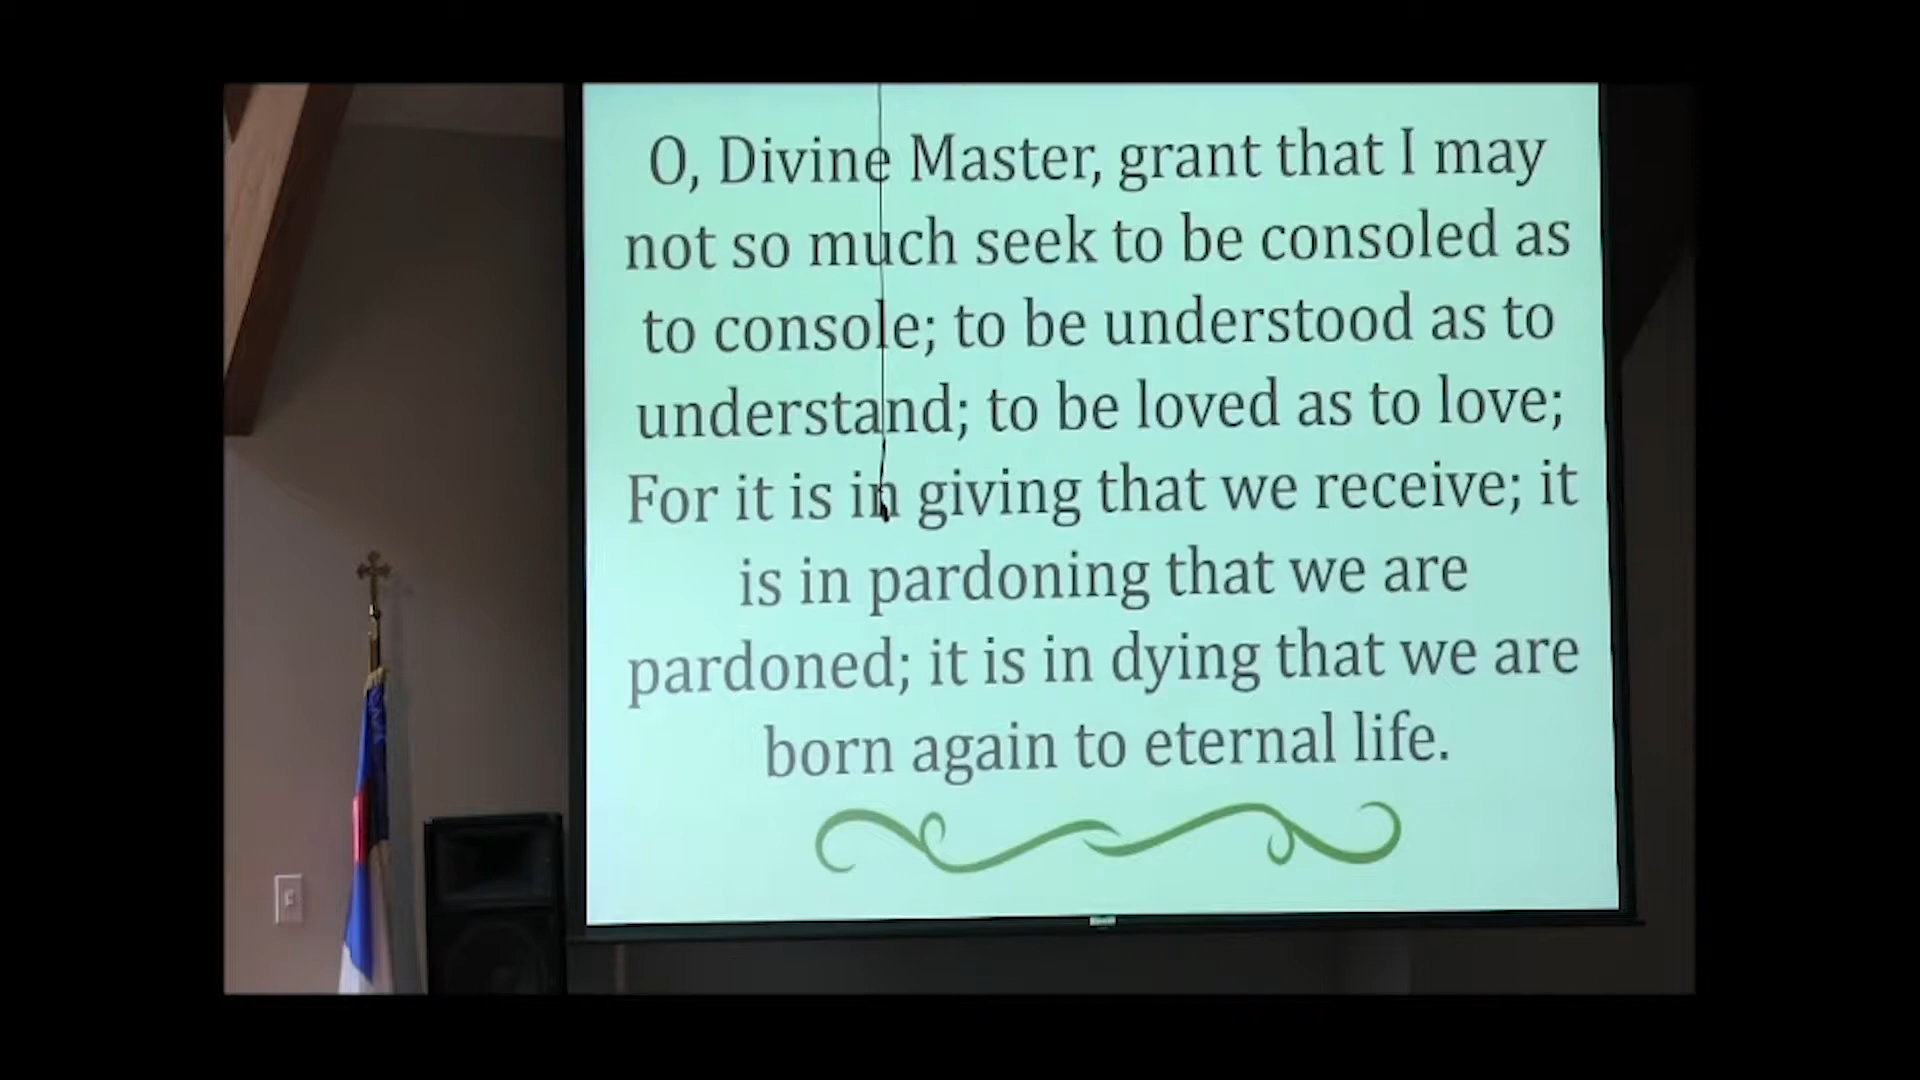 O, Divine Master, grant that I may
not so much seek to be consoled as
to console; to be understood as to
understand; to be loved as to love;
For it is in giving that we receive; it
is in pardoning that we are
pardoned; it is in dying that we are
born again to eternal life.